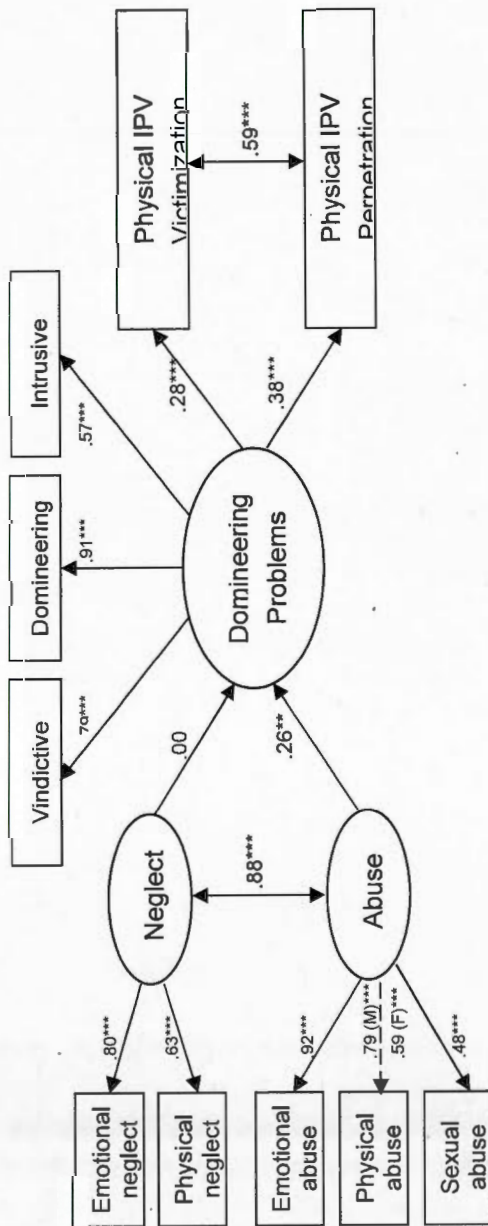 Vindictive
Domineering
Intrusive
.79***
.91***
.57***
Emotional
neglect
Physical
neglect
.80***
.63***
Neglect
.00
.88***
Emotional
abuse
Physical
abuse
Sexual
abuse
.92***
.79 (M)***
.59 (F)***
.48***
Abuse
.26**
Domineering
Problems
.28***
.38***
Physical IPV
Victimization
.59***
Physical IPV
Perpetration